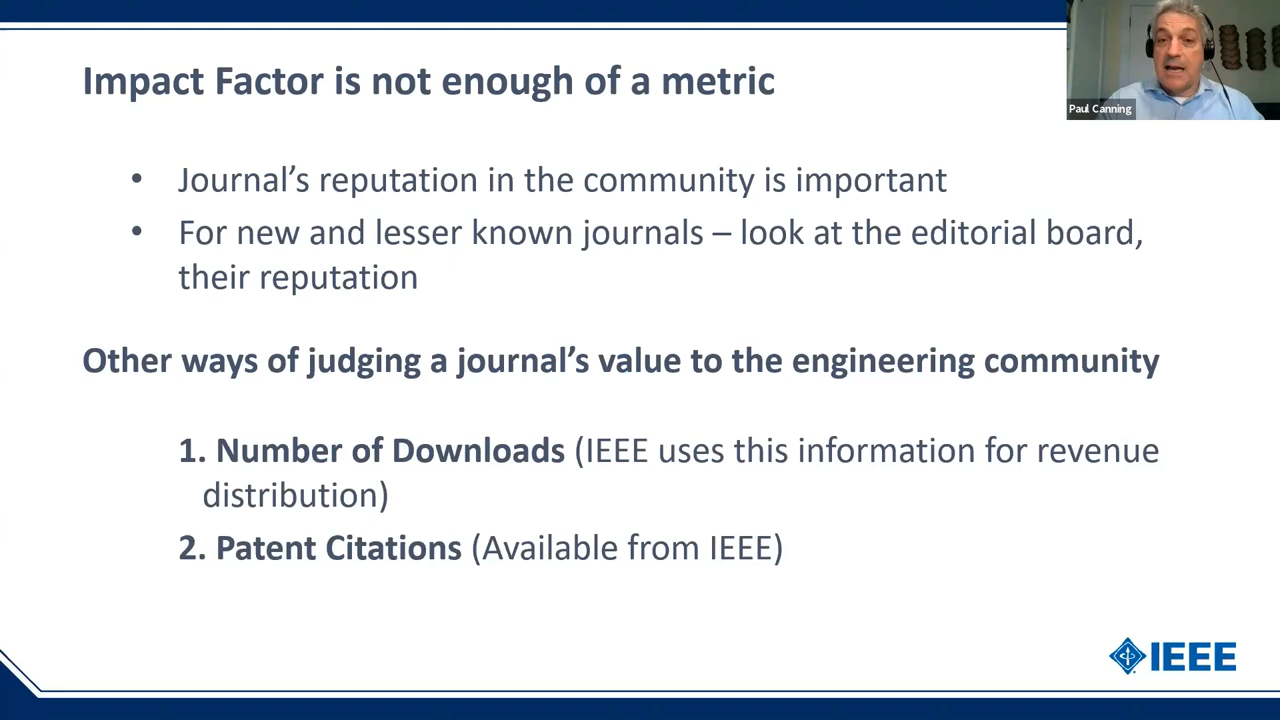 Impact Factor is not enough of a metric
Paul Canning
• Journal’s reputation in the community is important
• For new and lesser known journals – look at the editorial board,
their reputation
Other ways of judging a journal’s value to the engineering community
1. Number of Downloads (IEEE uses this information for revenue
distribution)
2. Patent Citations (Available from IEEE)
IEEE